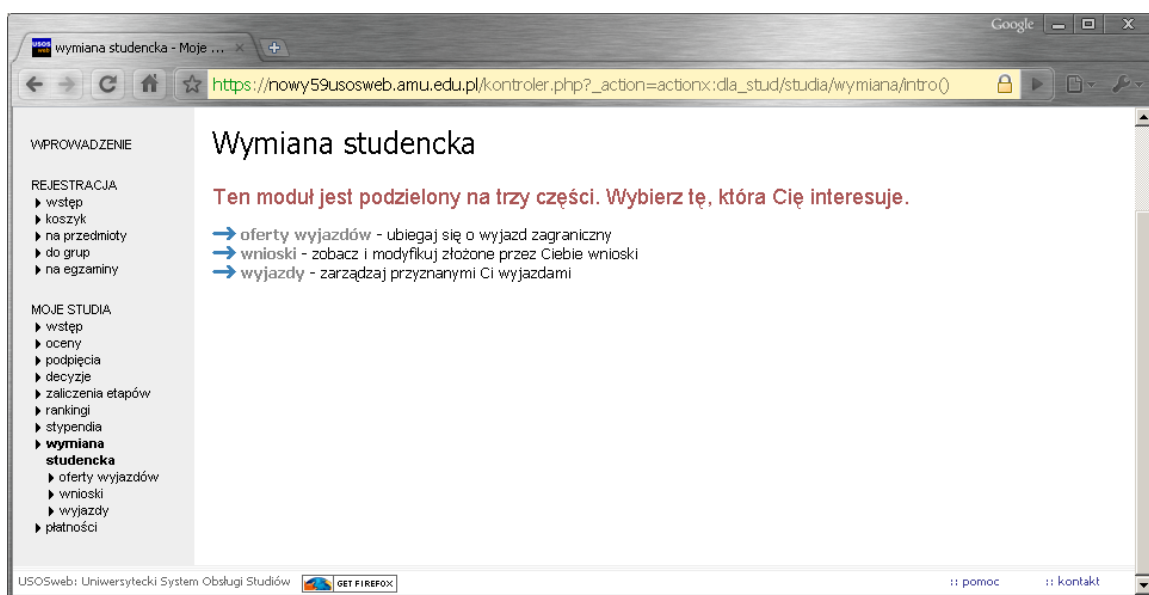 Google
USOS web wymiana studencka - Moje ...
https://nowy59usosweb.amu.edu.pl/kontroler.php?_action=actionx:dla_stud/studia/wymiana/intro()
WPROWADZENIE
REJESTRACJA
wstęp
koszyk
na przedmioty
do grup
na egzaminy
MOJE STUDIA
wstęp
oceny
podpięcia
decyzje
zaliczenia etapów
rankingi
stypendia
wymiana
studencka
oferty wyjazdów
wnioski
wyjazdy
płatności
Wymiana studencka
Ten moduł jest podzielony na trzy części. Wybierz tę, która Cię interesuje.
oferty wyjazdów - ubiegaj się o wyjazd zagraniczny
wnioski - zobacz i modyfikuj złożone przez Ciebie wnioski
wyjazdy - zarządzaj przyznanymi Ci wyjazdami
USOSweb: Uniwersytecki System Obsługi Studiów GET FIREFOX :: pomoc :: kontakt